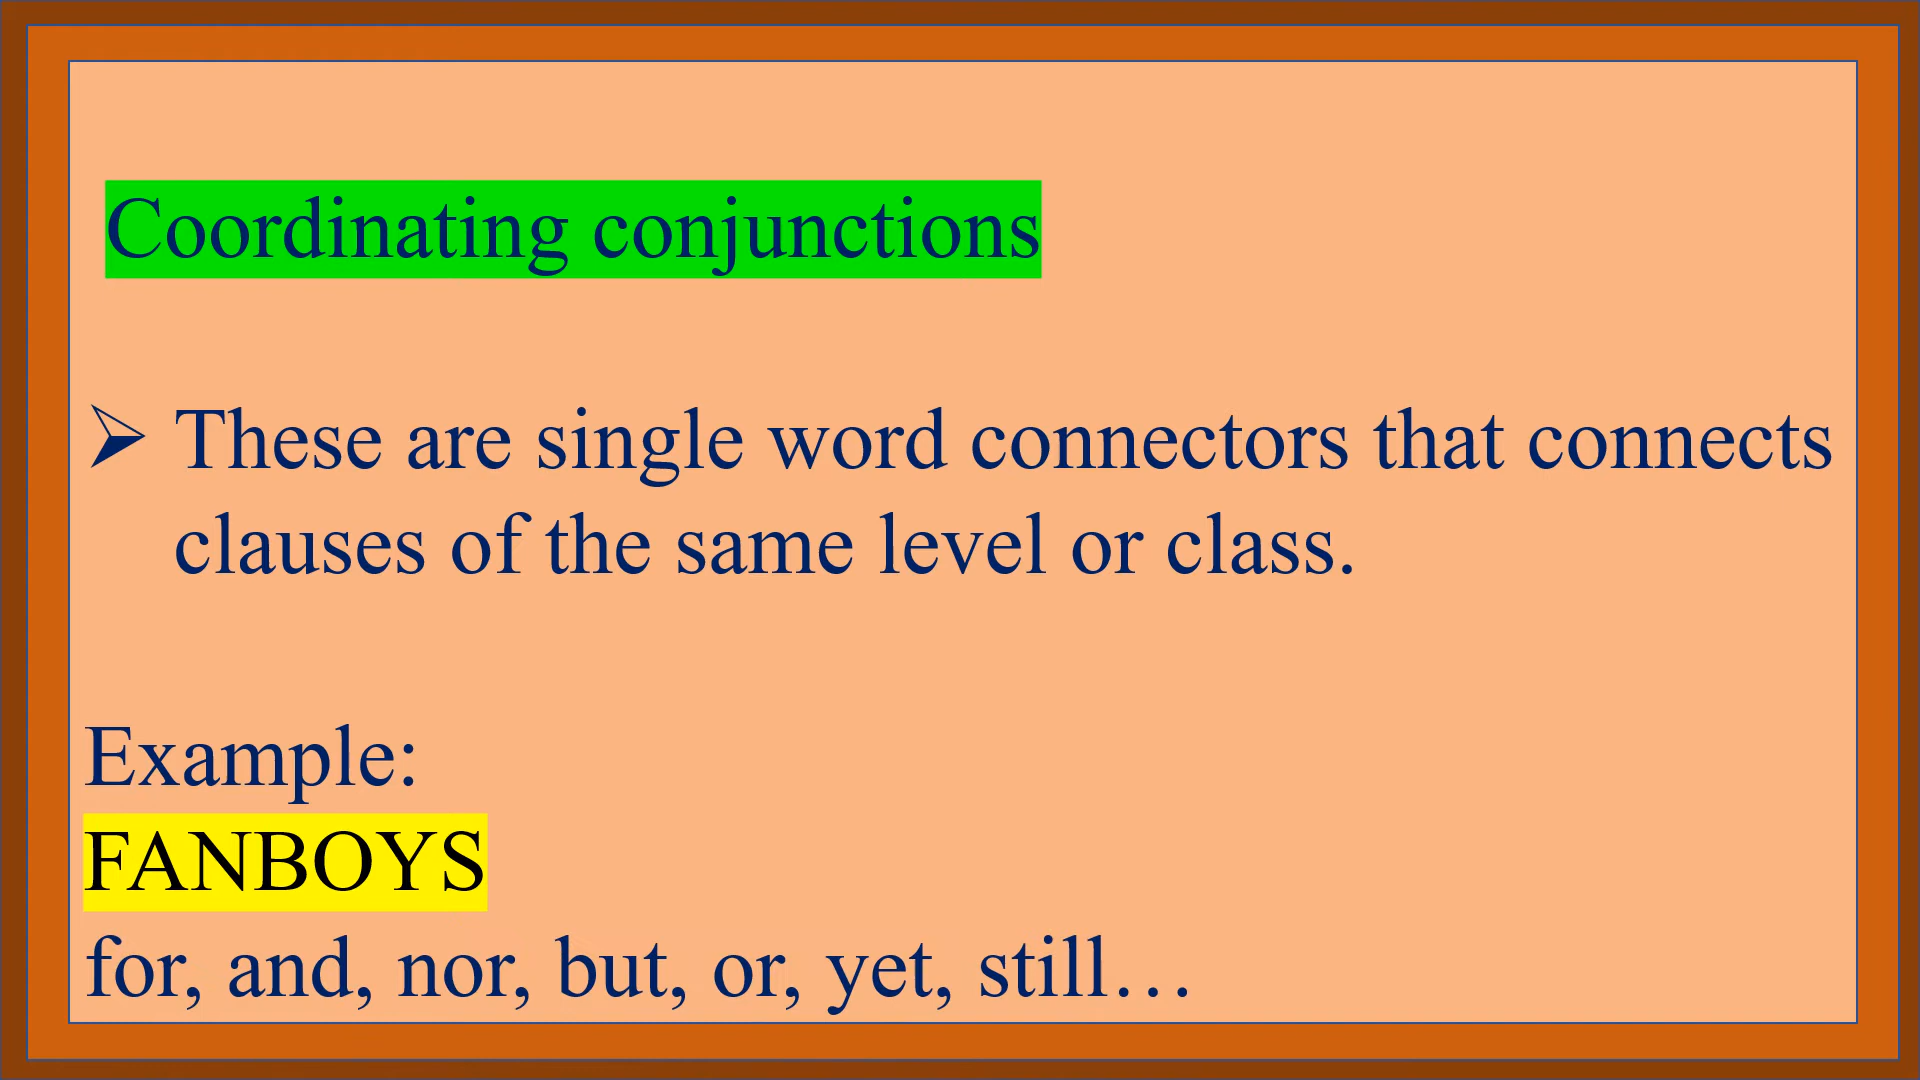 Coordinating conjunctions
➢ These are single word connectors that connects
clauses of the same level or class.
Example:
FANBOYS
for, and, nor, but, or, yet, still…